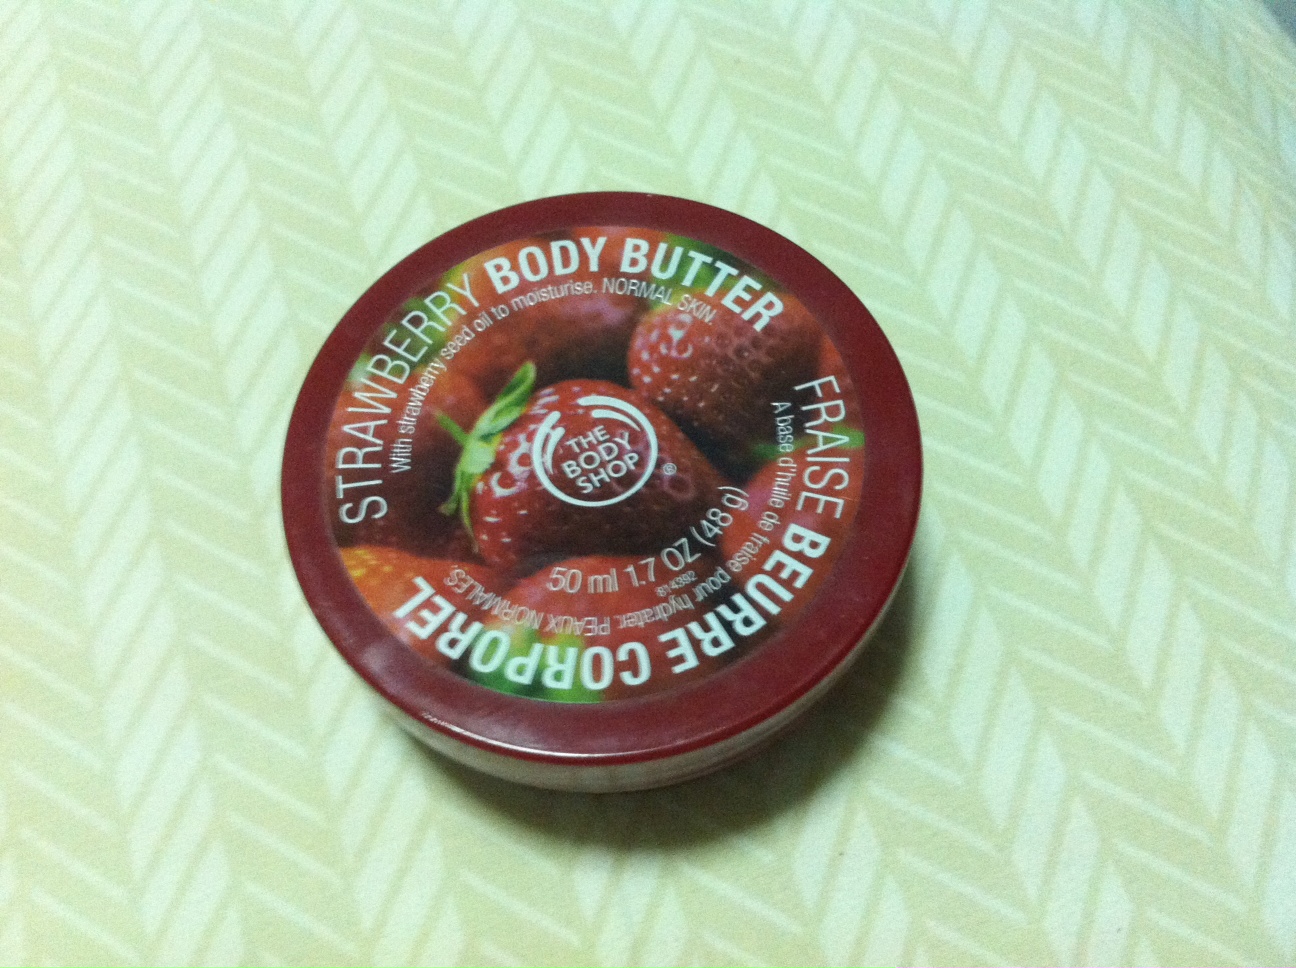 STRAWBERRY BODY BUTTER
With strawberry seed oil to moisturise. NORMAL SKIN.
THE
BODY
SHOP
®
50 ml 1.7 OZ (48 g)
814392
FRAISE BEURRE CORPOREL
A base d'huile de fraise pour hydrater. PEAUX NORMALES.